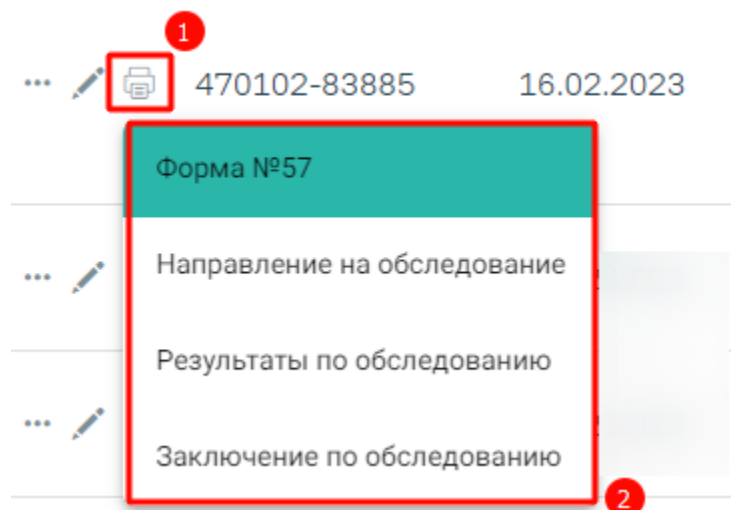 1
... 470102-83885 16.02.2023
Форма №57
...
Направление на обследование
Результаты по обследованию
...
Заключение по обследованию
2